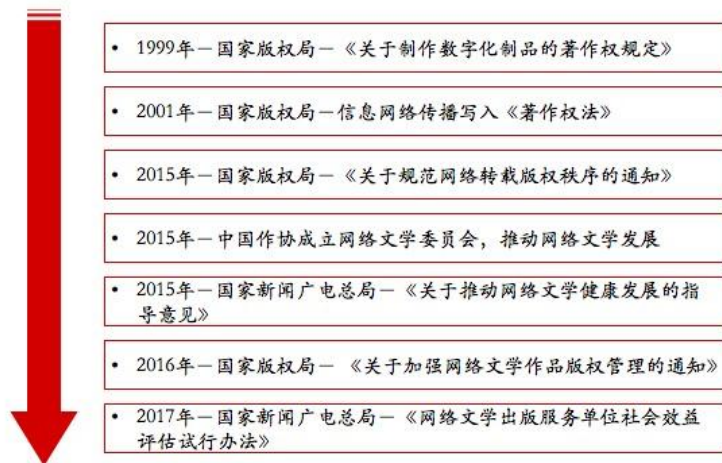 • 1999年－国家版权局－《关于制作数字化制品的著作权规定》
• 2001年－国家版权局－信息网络传播写入《著作权法》
• 2015年－国家版权局－《关于规范网络转载版权秩序的通知》
• 2015年－中国作协成立网络文学委员会，推动网络文学发展
• 2015年－国家新闻广电总局－《关于推动网络文学健康发展的指
导意见》
• 2016年－国家版权局－ 《关于加强网络文学作品版权管理的通知》
• 2017年－国家新闻广电总局－《网络文学出版服务单位社会效益
评估试行办法》